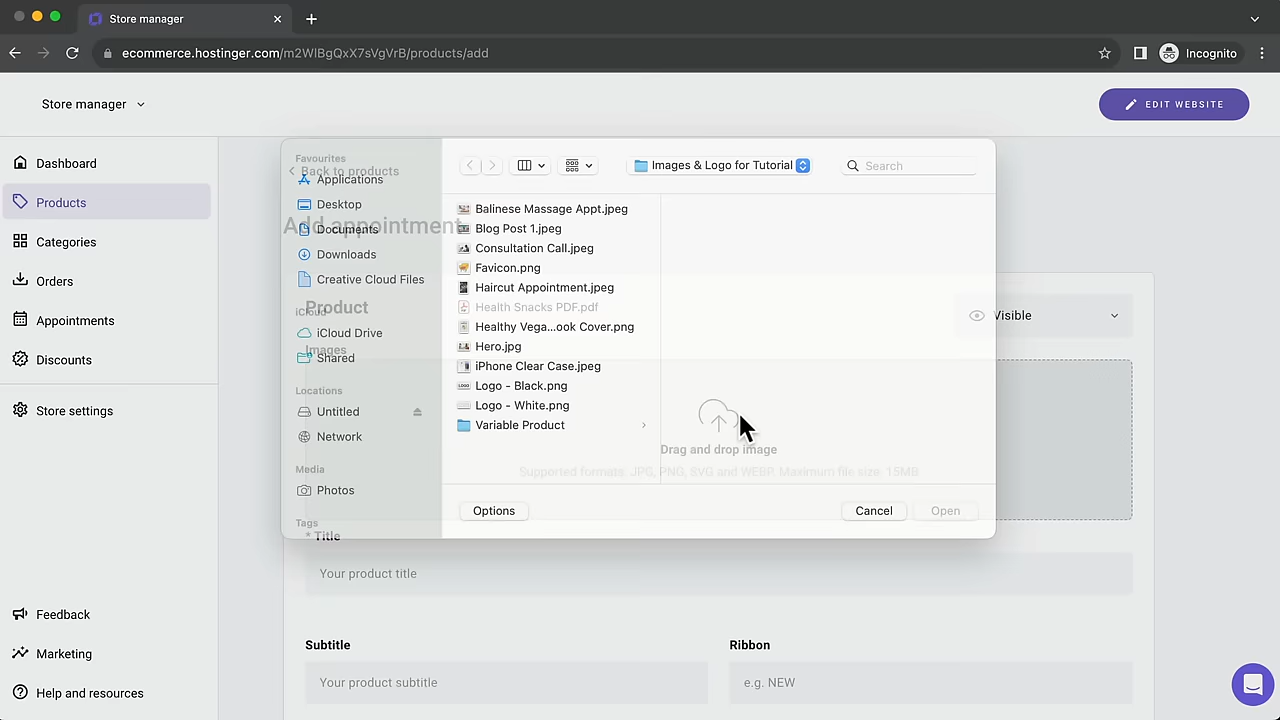 Store manager
ecommerce.hostinger.com/m2WlBgQxX7sVgVrB/products/add
Incognito
Store manager
EDIT WEBSITE
Dashboard
Products
Categories
Orders
Appointments
Discounts
Store settings
Feedback
Marketing
Help and resources
Favourites
Back to products
Applications
Desktop
Add appointment
Documents
Downloads
Creative Cloud Files
iCloud
Product
iCloud Drive
Images
Shared
Locations
Untitled
Network
Media
Photos
Tags
* Title
Images & Logo for Tutorial
Search
Balinese Massage Appt.jpeg
Blog Post 1.jpeg
Consultation Call.jpeg
Favicon.png
Haircut Appointment.jpeg
Health Snacks PDF.pdf
Healthy Vega...ook Cover.png
Hero.jpg
iPhone Clear Case.jpeg
Logo - Black.png
Logo - White.png
Variable Product
Visible
Drag and drop image
Supported formats: JPG, PNG, SVG and WEBP. Maximum file size: 15MB
Options
Cancel
Open
Your product title
Subtitle
Ribbon
Your product subtitle
e.g. NEW